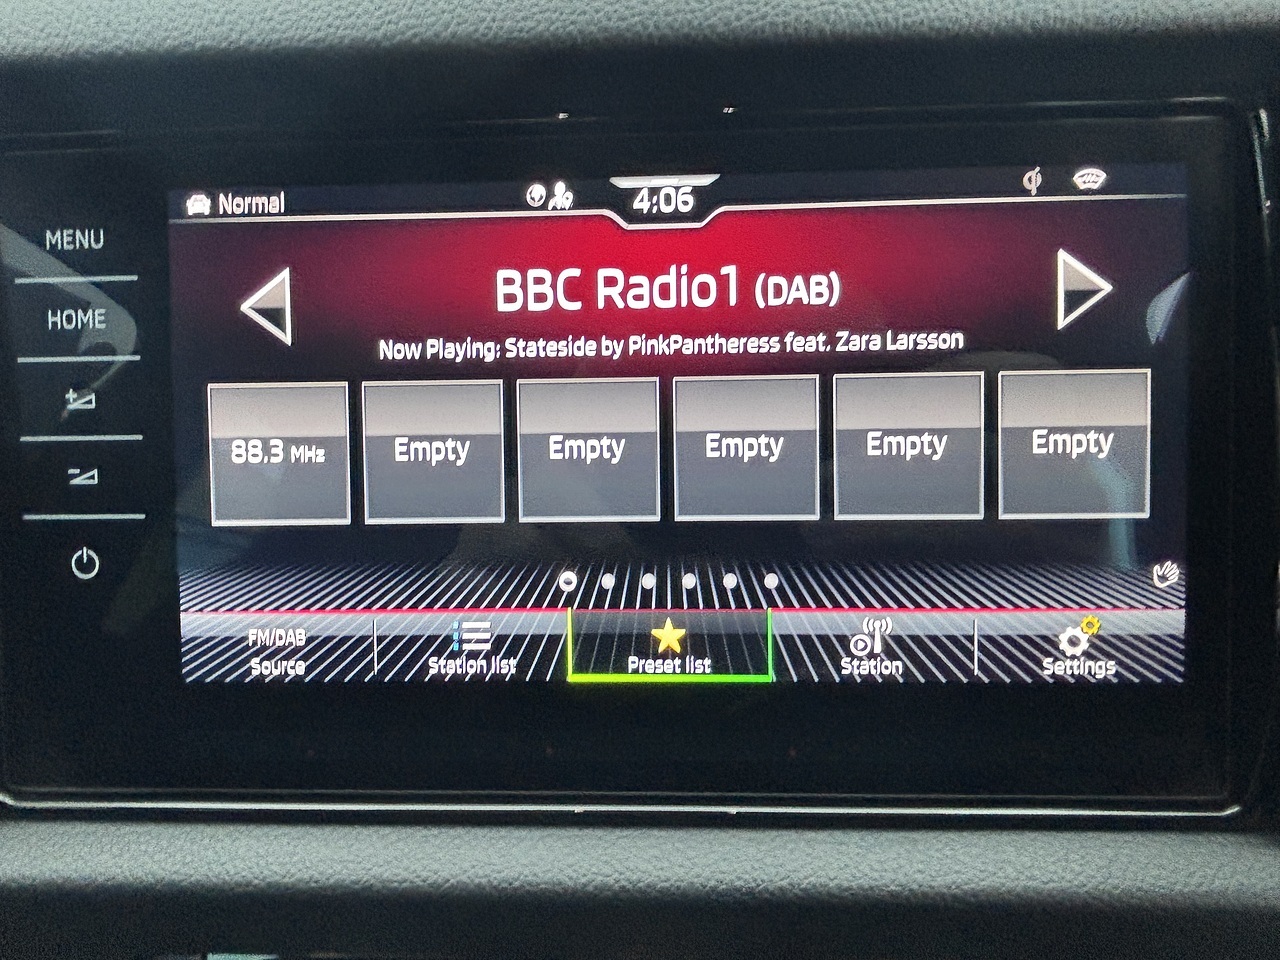 Normal
4:06
MENU
HOME
BBC Radio1 (DAB)
Now Playing: Stateside by PinkPantheress feat. Zara Larsson
88.3 MHz
Empty
Empty
Empty
Empty
Empty
FM/DAB
Source
Station list
Preset list
Station
Settings